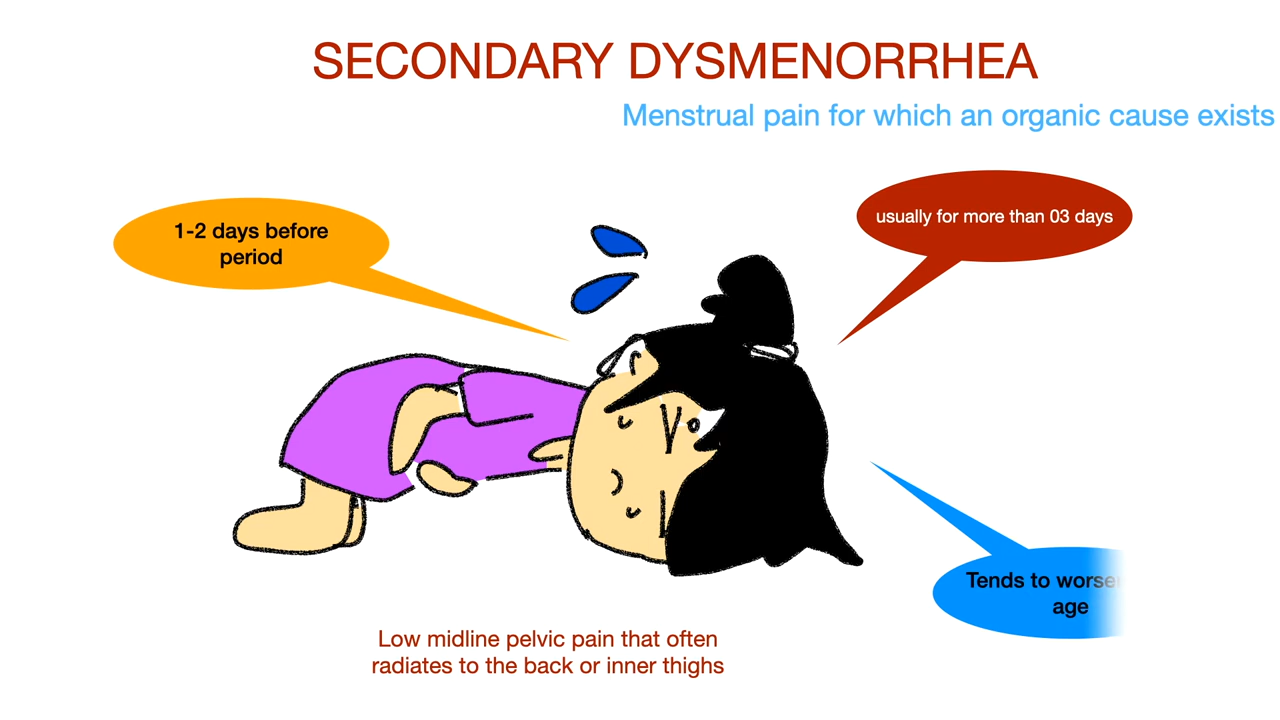 SECONDARY DYSMENORRHEA
Menstrual pain for which an organic cause exists
1-2 days before
period
usually for more than 03 days
Tends to
age
Low midline pelvic pain that often
radiates to the back or inner thighs